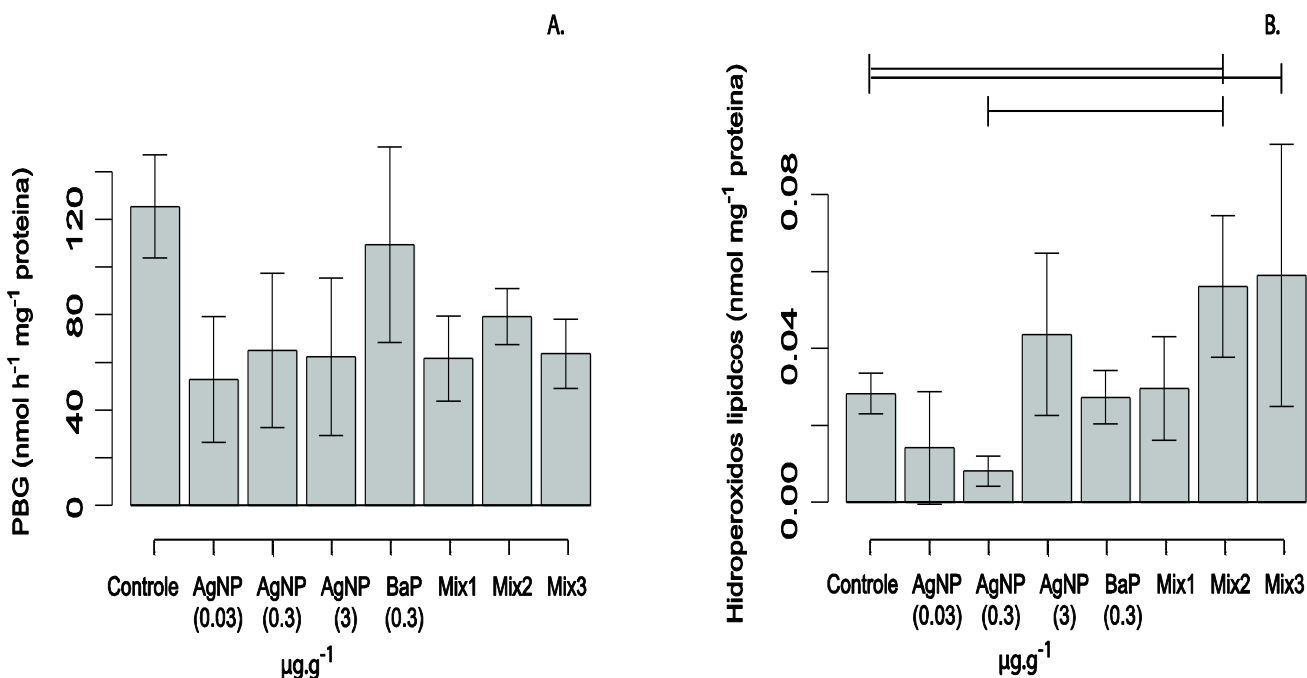 A.
PBG (nmol h⁻¹ mg⁻¹ proteina)
120
80
40
0
Controle AgNP AgNP AgNP BaP Mix1 Mix2 Mix3
(0.03) (0.3) (3) (0.3)
µg.g⁻¹
B.
Hidroperoxidos lipidcos (nmol mg⁻¹ proteina)
0.08
0.04
0.00
Controle AgNP AgNP AgNP BaP Mix1 Mix2 Mix3
(0.03) (0.3) (3) (0.3)
µg.g⁻¹